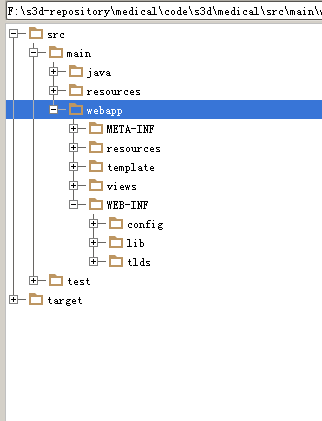 F:\s3d-repository\medical\code\s3d\medical\src\main\
src
main
java
resources
webapp
META-INF
resources
template
views
WEB-INF
config
lib
tlds
test
target